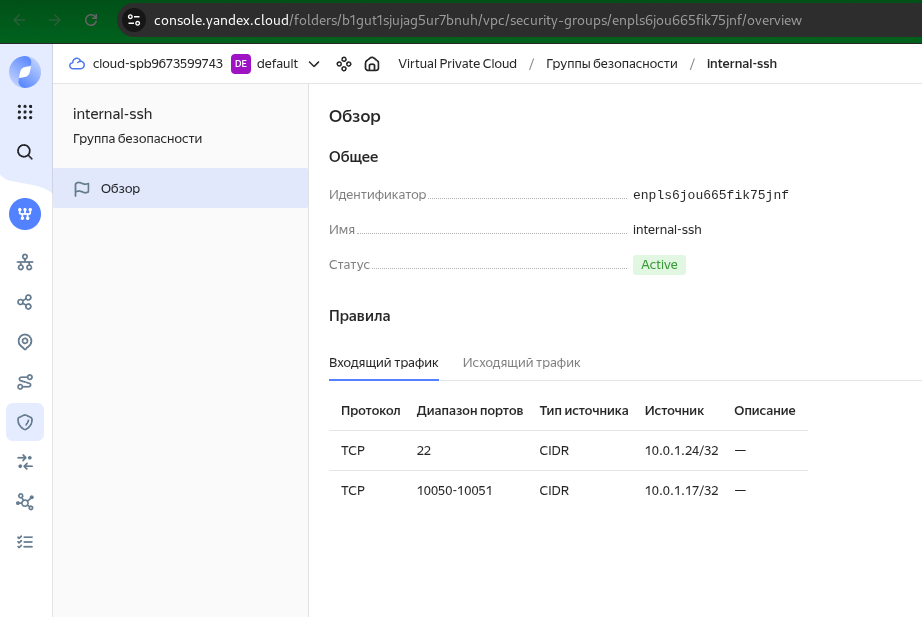 console.yandex.cloud/folders/b1gut1sjujag5ur7bnuh/vpc/security-groups/enpls6jou665fik75jnf/overview
cloud-spb9673599743 DE default Virtual Private Cloud / Группы безопасности / internal-ssh
internal-ssh
Группа безопасности
Обзор
Обзор
Общее
Идентификатор enpls6jou665fik75jnf
Имя internal-ssh
Статус Active
Правила
Входящий трафик Исходящий трафик
Протокол Диапазон портов Тип источника Источник Описание
TCP 22 CIDR 10.0.1.24/32 —
TCP 10050-10051 CIDR 10.0.1.17/32 —